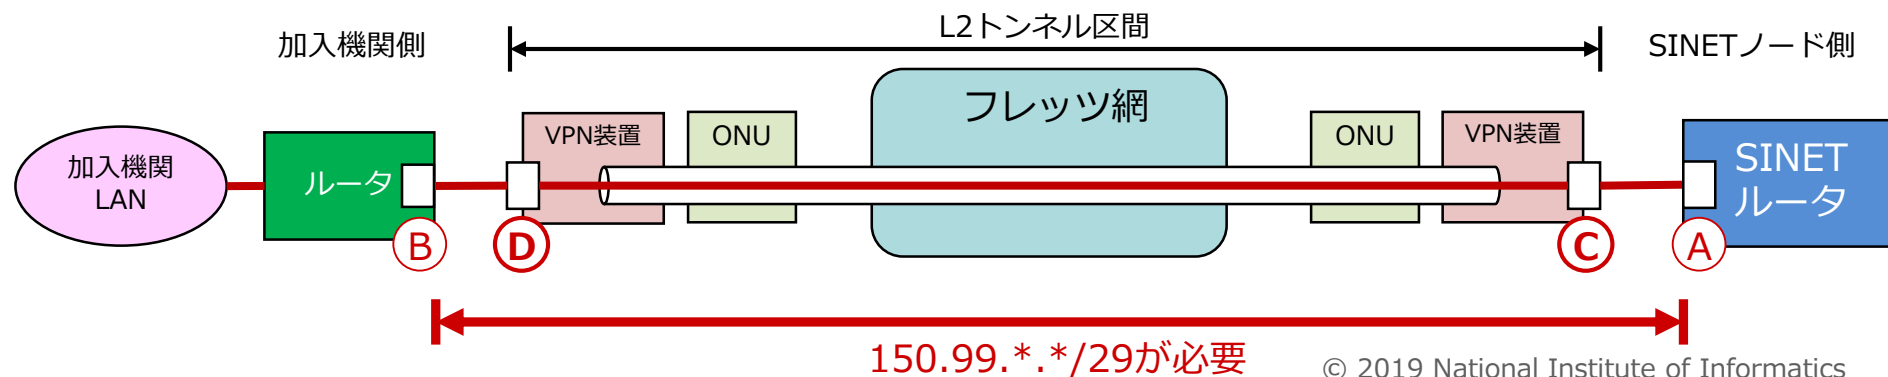 L2トンネル区間
加入機関側
SINETノード側
フレッツ網
VPN装置
ONU
ONU
VPN装置
加入機関
LAN
ルータ
SINET
ルータ
B
D
C
A
150.99.*.*/29が必要
© 2019 National Institute of Informatics